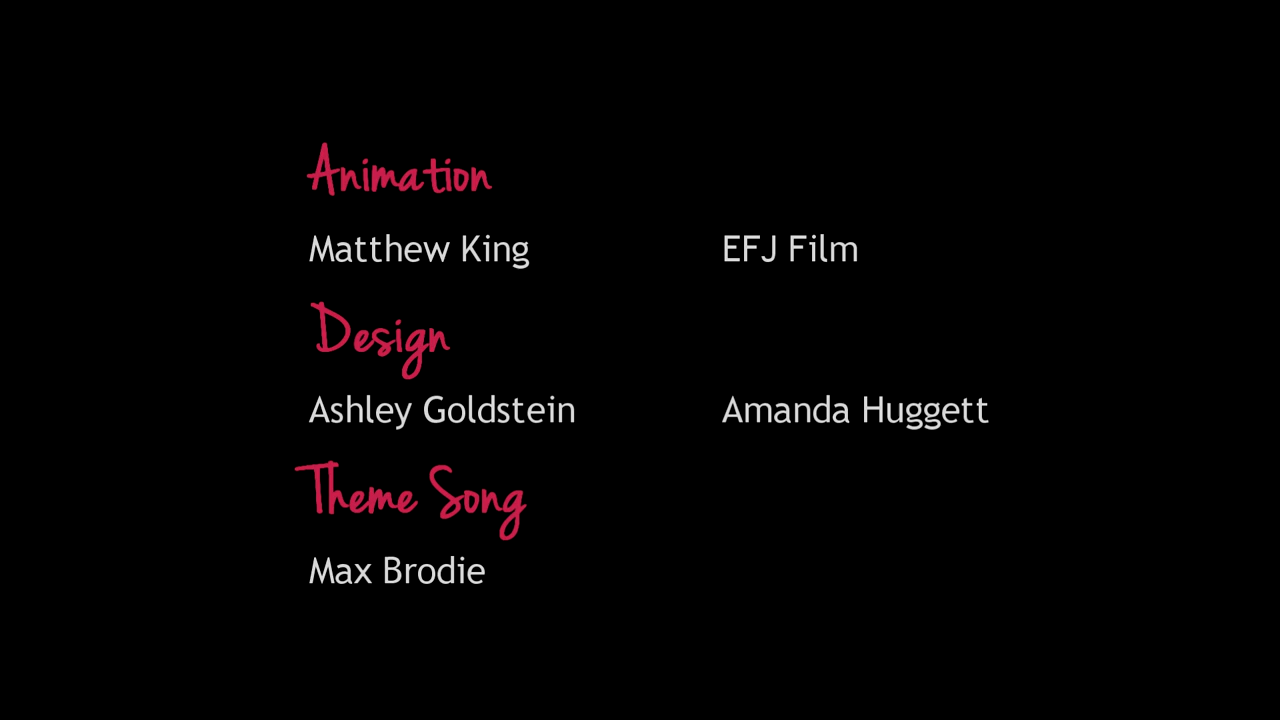 Animation
Matthew King EFJ Film
Design
Ashley Goldstein Amanda Huggett
Theme Song
Max Brodie